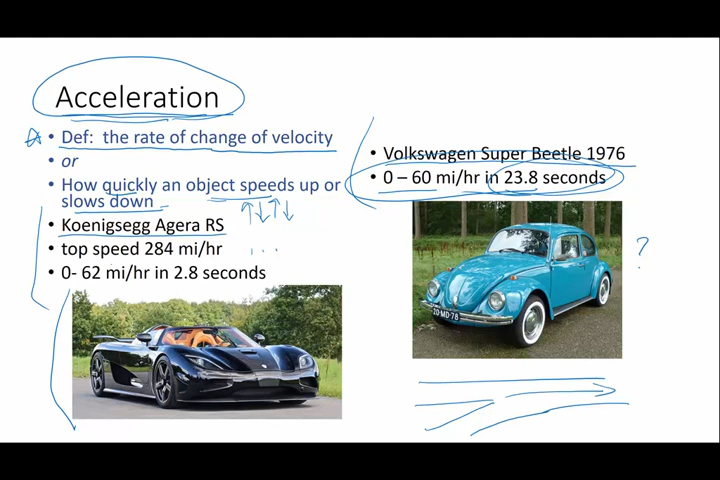 Acceleration
• Def: the rate of change of velocity
• or
• How quickly an object speeds up or
slows down
• Koenigsegg Agera RS
• top speed 284 mi/hr
• 0- 62 mi/hr in 2.8 seconds
• Volkswagen Super Beetle 1976
• 0 – 60 mi/hr in 23.8 seconds
?
20-MD-78